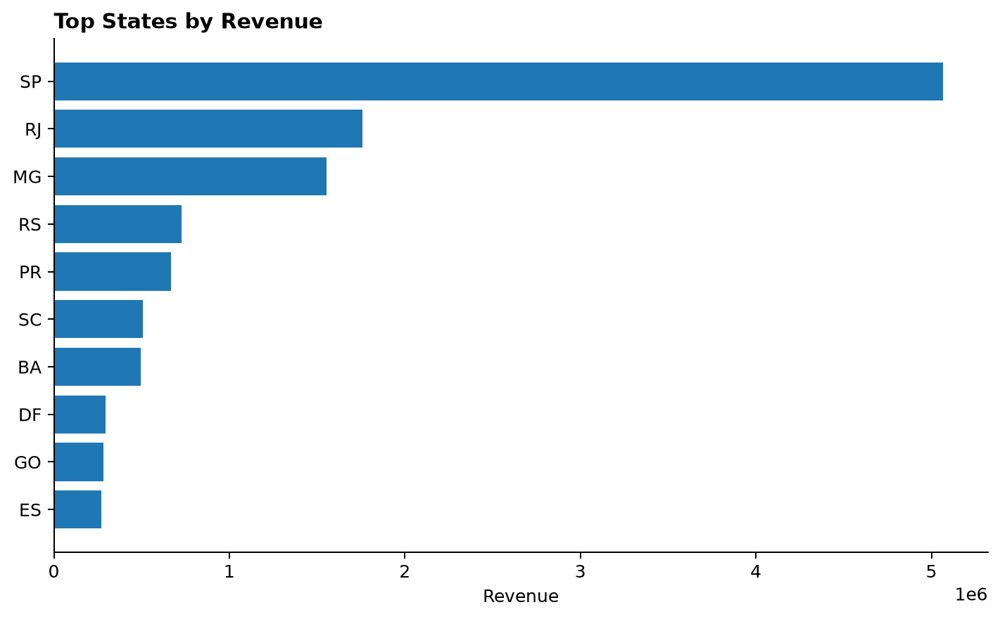 Top States by Revenue
SP
RJ
MG
RS
PR
SC
BA
DF
GO
ES
0 1 2 3 4 5
Revenue
1e6